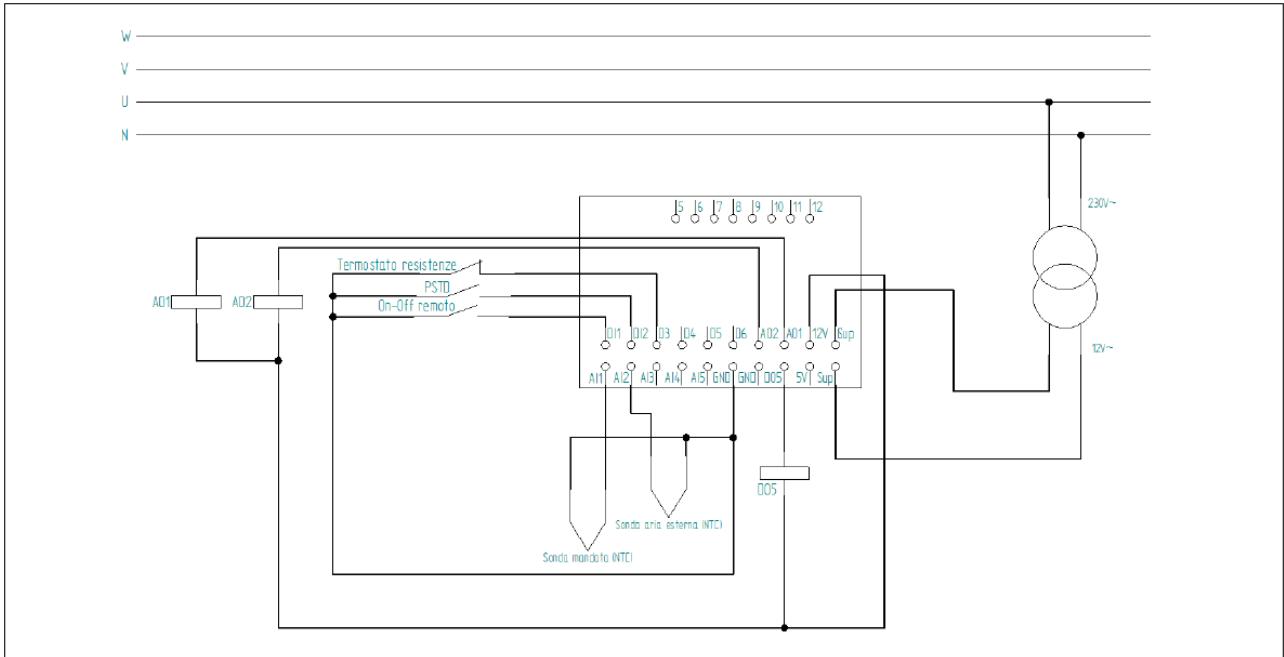 W
V
U
N
230V~
5 6 7 8 9 10 11 12
Termostato resistenze
PSTD
On-Off remoto
AO1
AO2
DI1 DI2 D3 D4 D5 D6 AO2 AO1 12V Sup
AI1 AI2 AI3 AI4 AI5 GND GND DO5 5V Sup
12V~
DO5
Sonda aria esterna (NTC)
Sonda mandata (NTC)